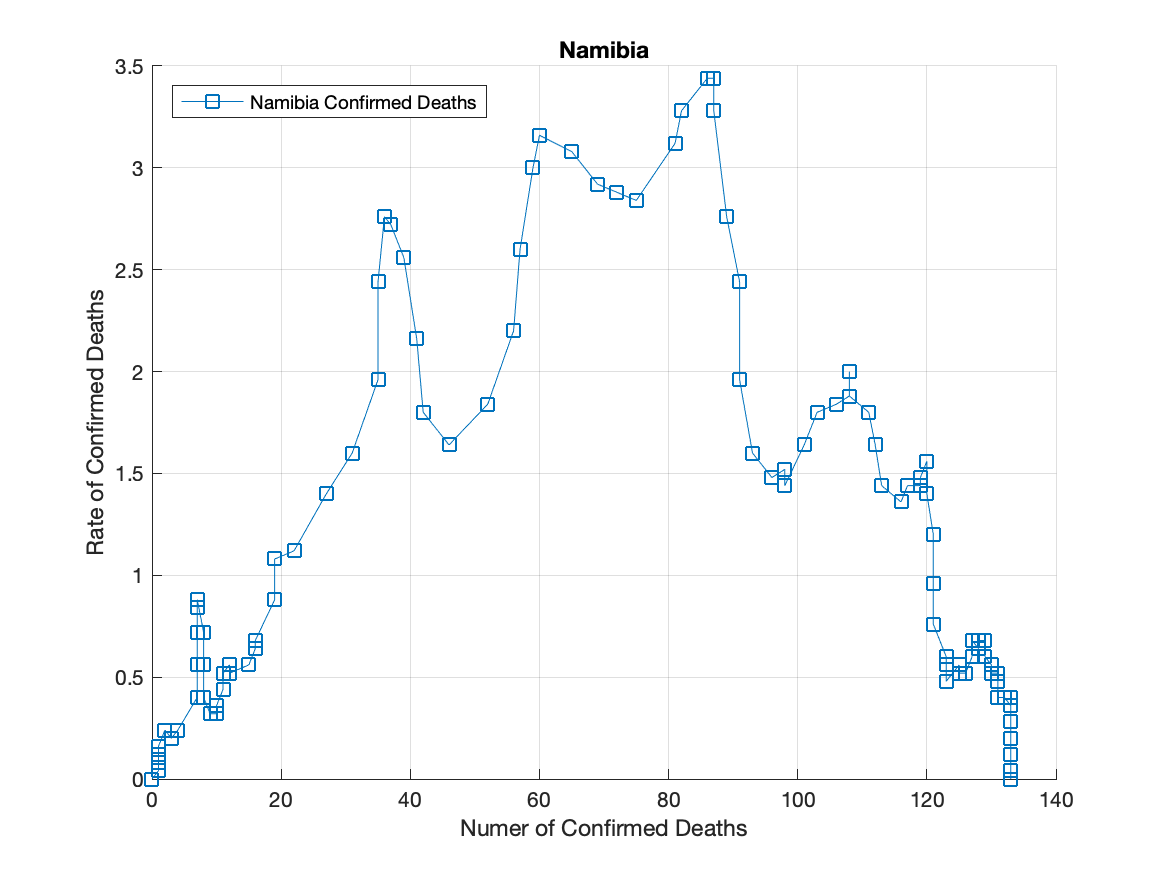 Namibia
3.5
Namibia Confirmed Deaths
3
2.5
2
1.5
1
0.5
0
Rate of Confirmed Deaths
0 20 40 60 80 100 120 140
Numer of Confirmed Deaths